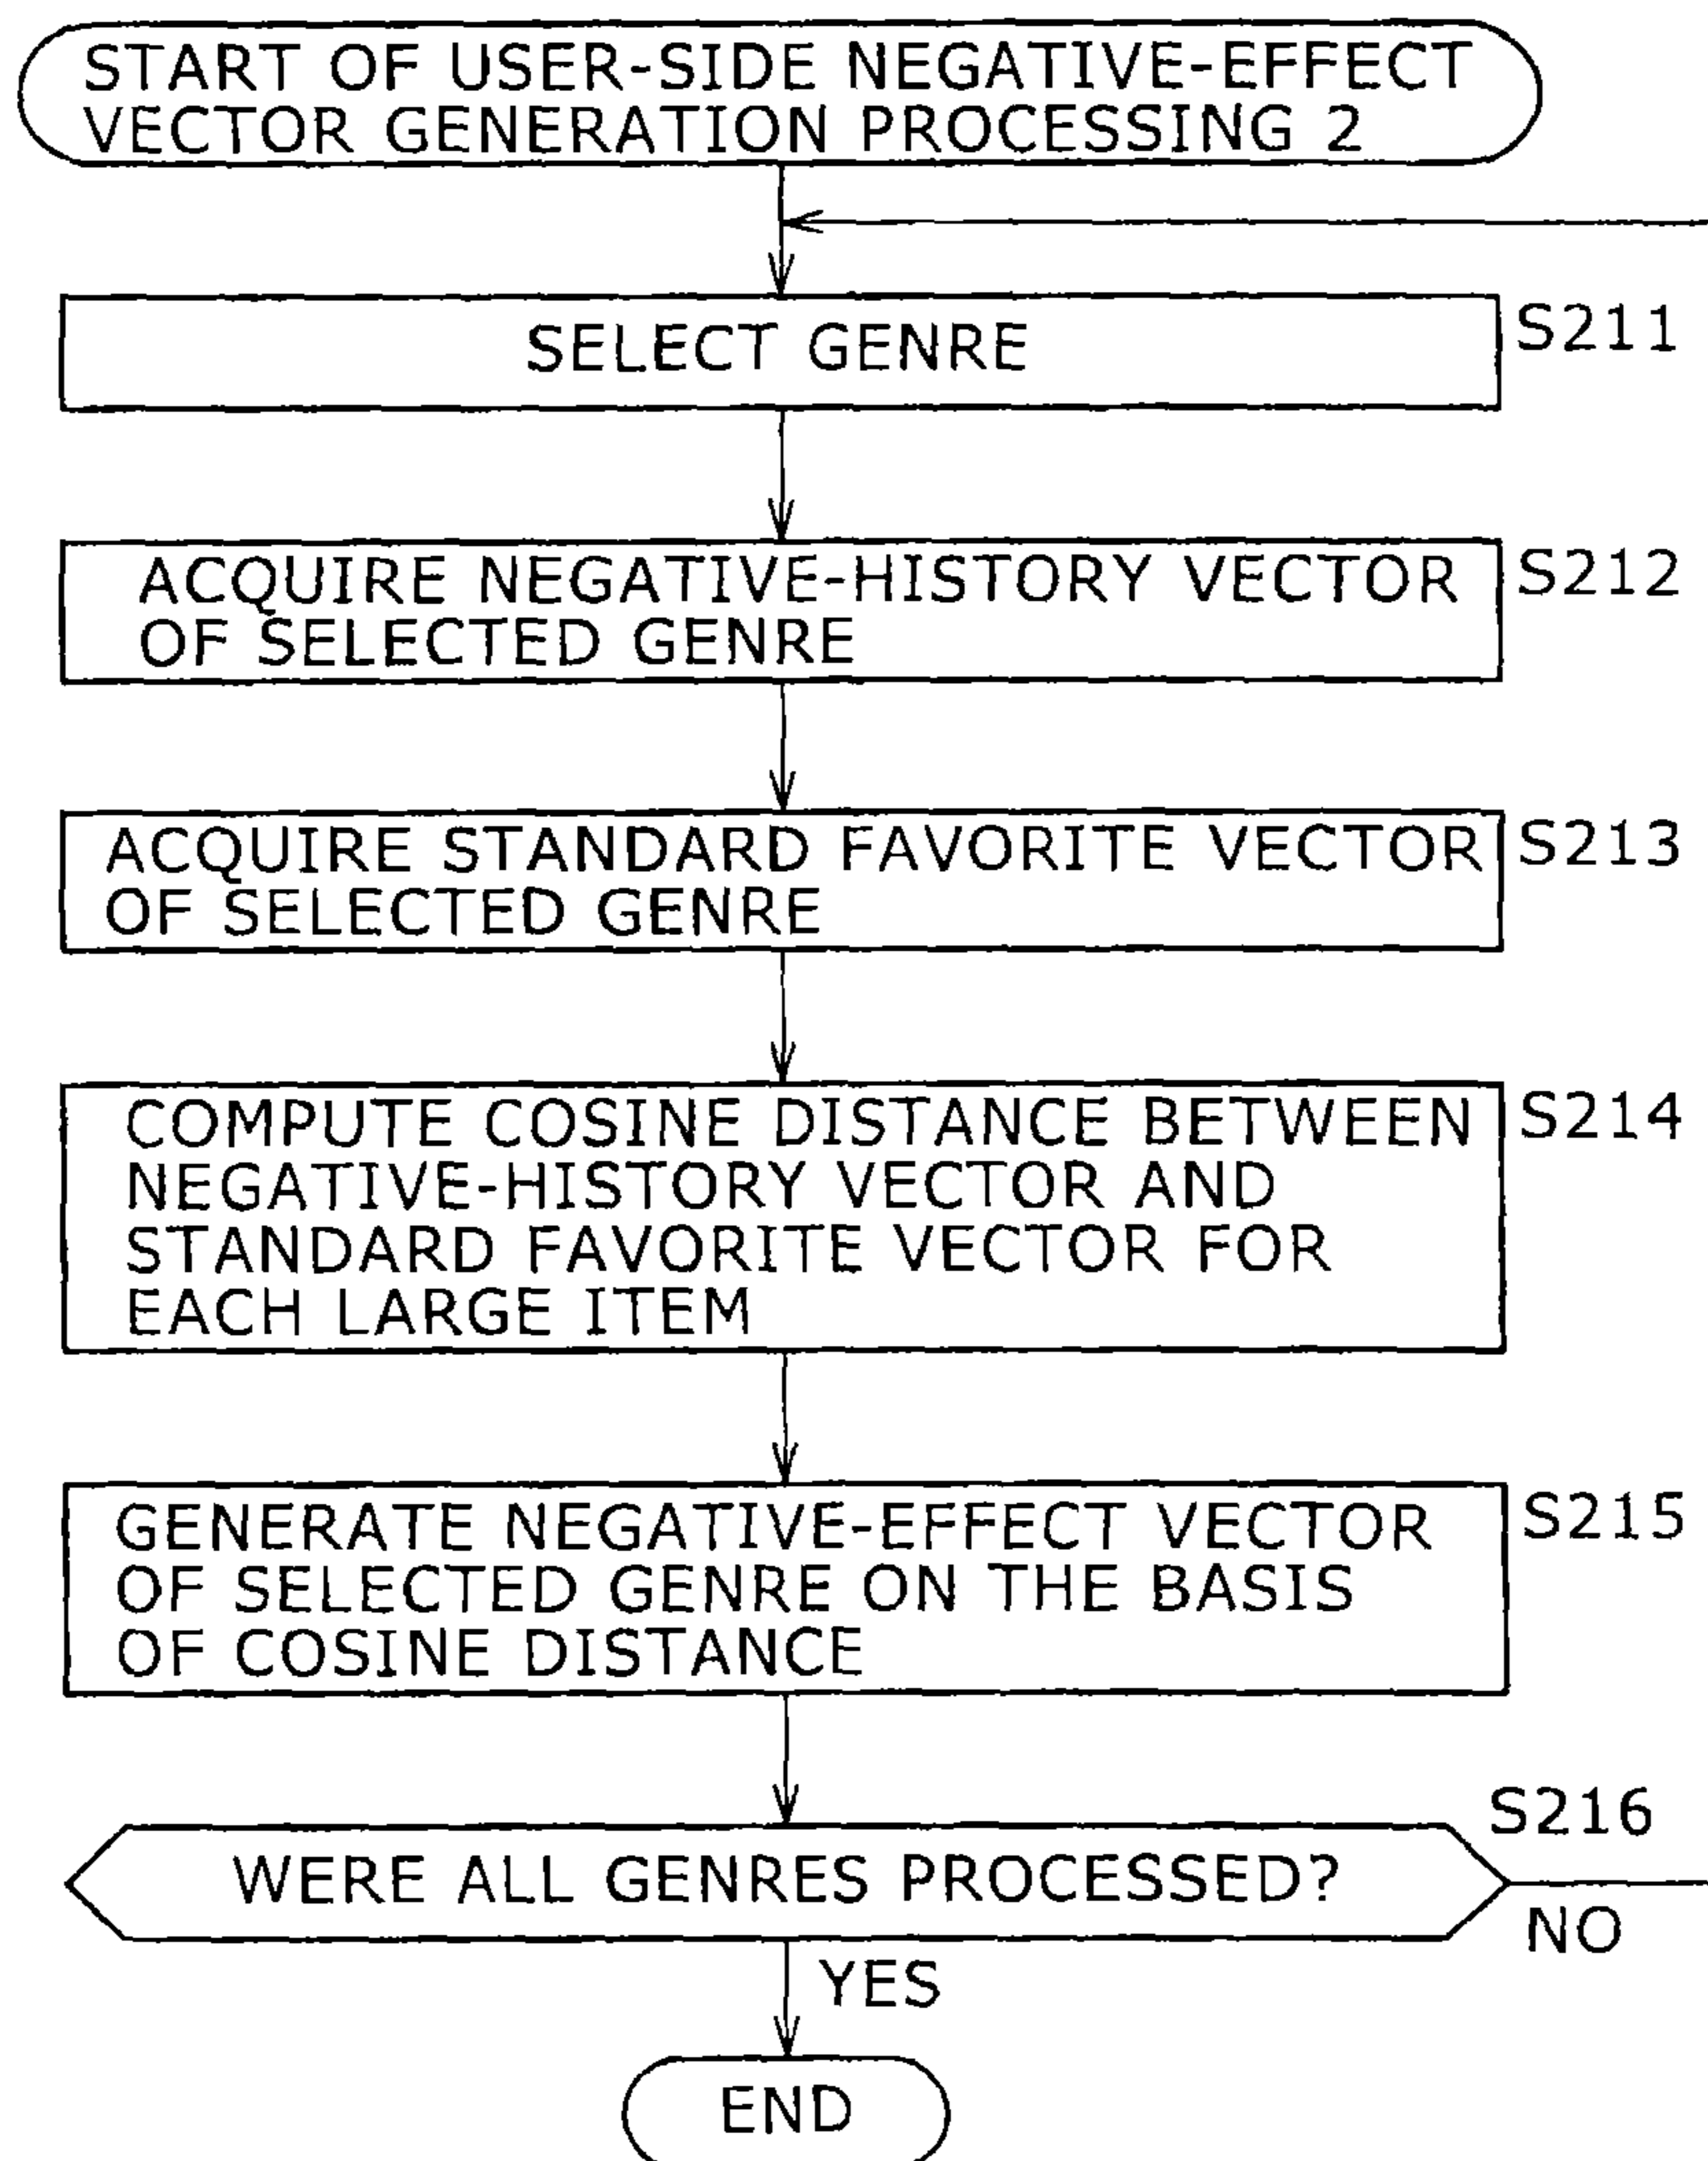 START OF USER-SIDE NEGATIVE-EFFECT
VECTOR GENERATION PROCESSING 2
SELECT GENRE
S211
ACQUIRE NEGATIVE-HISTORY VECTOR
OF SELECTED GENRE
S212
ACQUIRE STANDARD FAVORITE VECTOR
OF SELECTED GENRE
S213
COMPUTE COSINE DISTANCE BETWEEN
NEGATIVE-HISTORY VECTOR AND
STANDARD FAVORITE VECTOR FOR
EACH LARGE ITEM
S214
GENERATE NEGATIVE-EFFECT VECTOR
OF SELECTED GENRE ON THE BASIS
OF COSINE DISTANCE
S215
S216
WERE ALL GENRES PROCESSED?
NO
YES
END